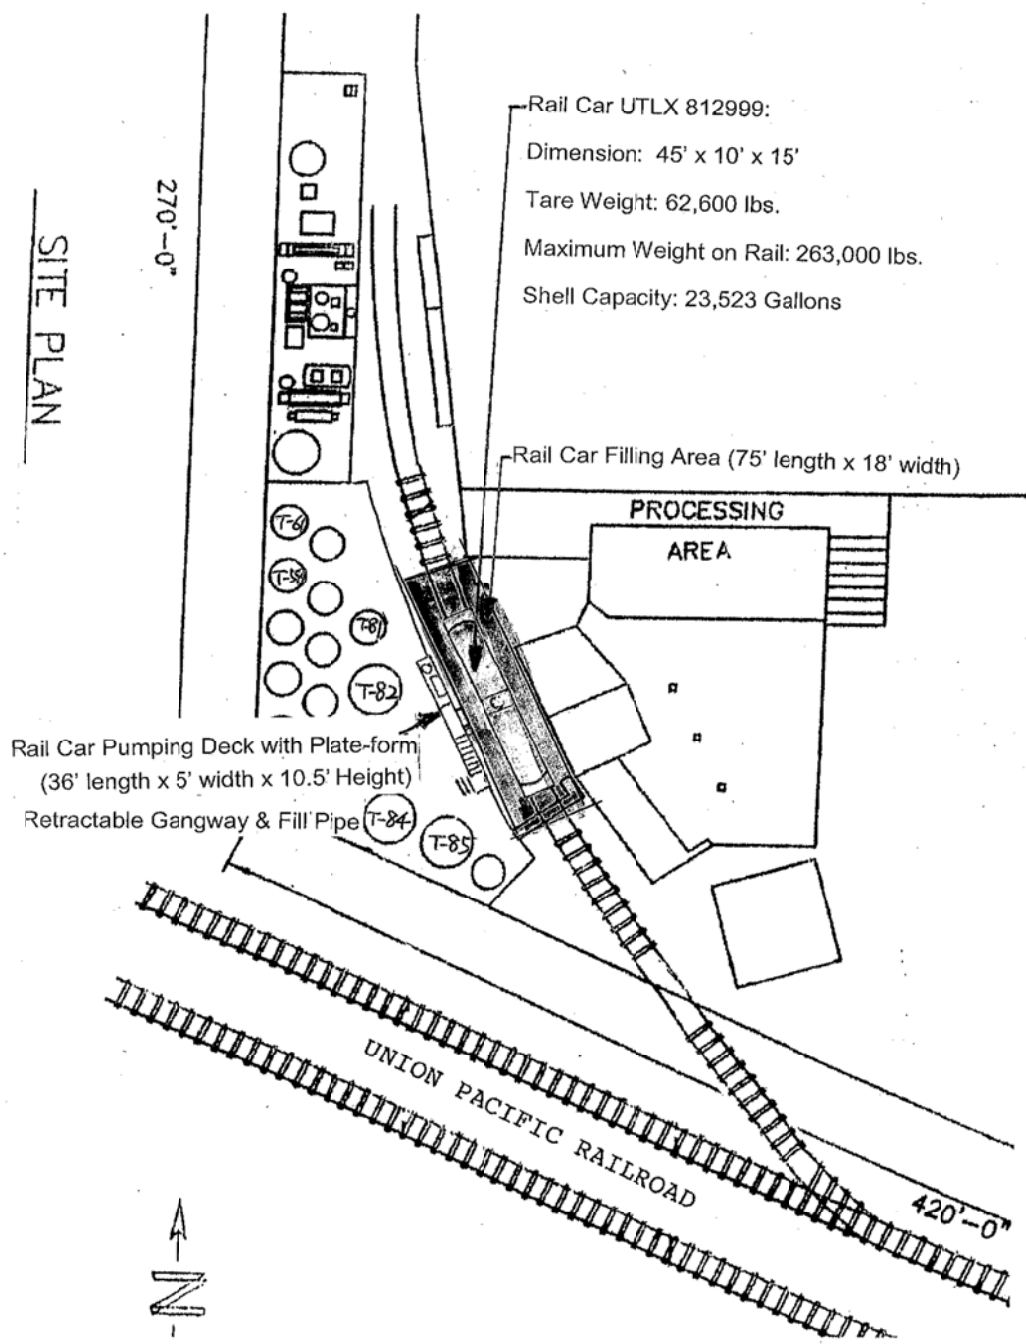 Rail Car UTLX 812999:
Dimension: 45' x 10' x 15'
Tare Weight: 62,600 lbs.
Maximum Weight on Rail: 263,000 lbs.
Shell Capacity: 23,523 Gallons
270'-0"
SITE PLAN
Rail Car Filling Area (75' length x 18' width)
PROCESSING
AREA
T-61
T-81
T-82
Rail Car Pumping Deck with Plate-form
(36' length x 5' width x 10.5' Height)
Retractable Gangway & Fill Pipe
T-84
T-85
UNION PACIFIC RAILROAD
420'-0"
N